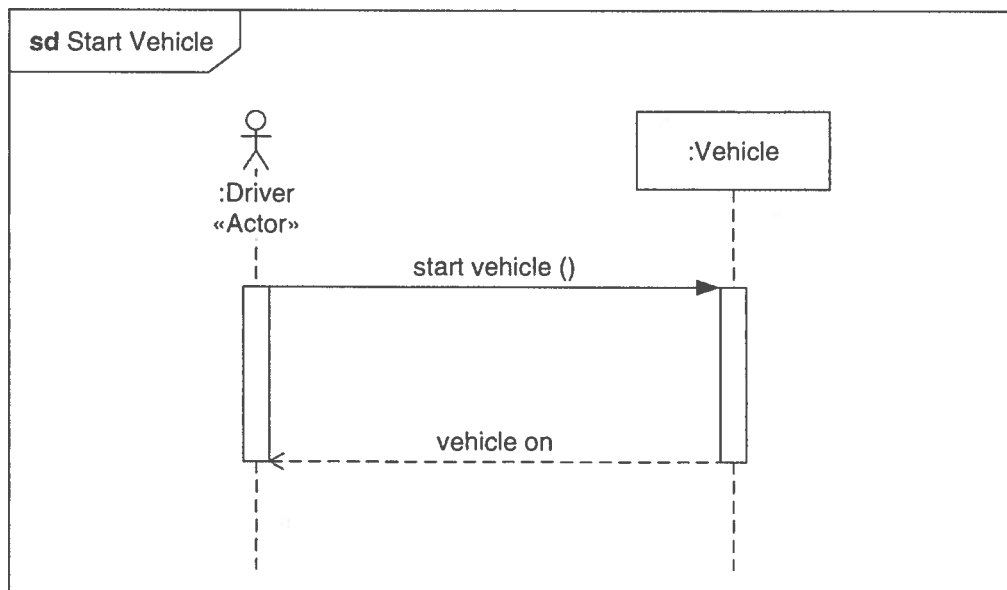 sd Start Vehicle
:Driver
«Actor»
:Vehicle
start vehicle ()
vehicle on